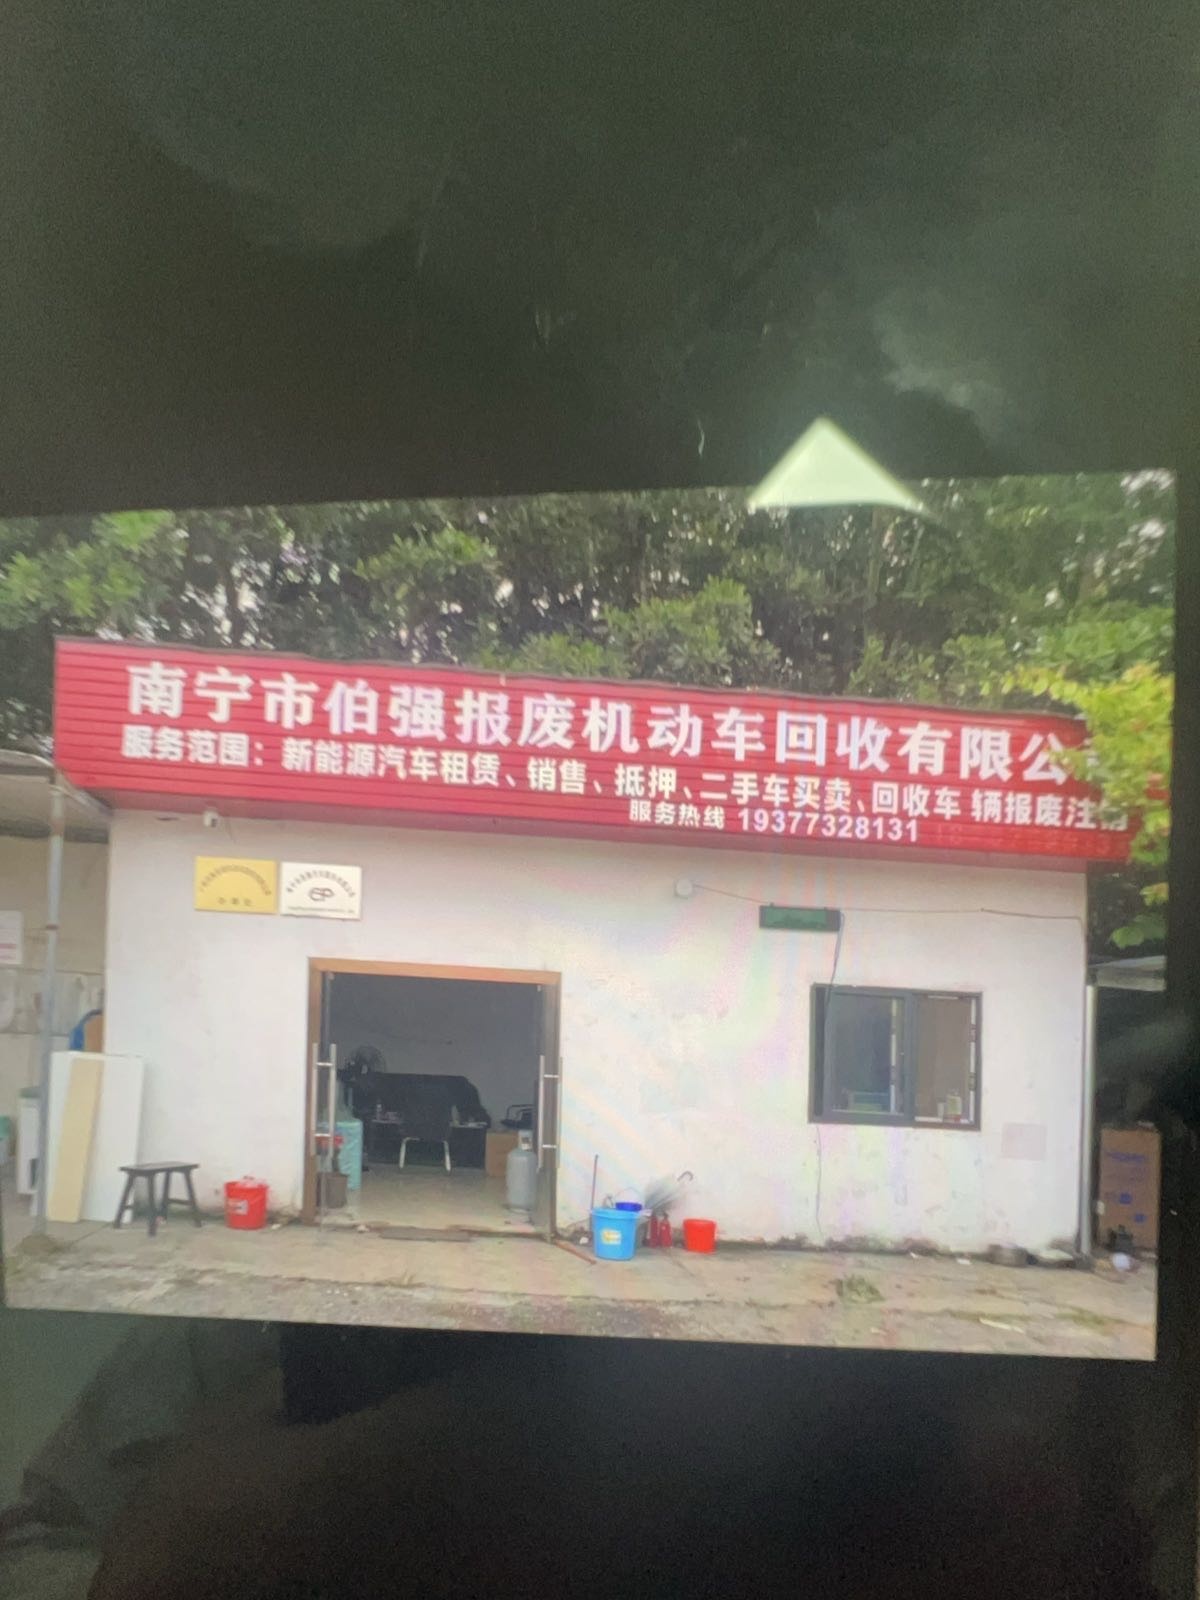 南宁市伯强报废机动车回收有限公
服务范围：新能源汽车租赁、销售、抵押、二手车买卖、回收车 辆报废注销
服务热线 19377328131